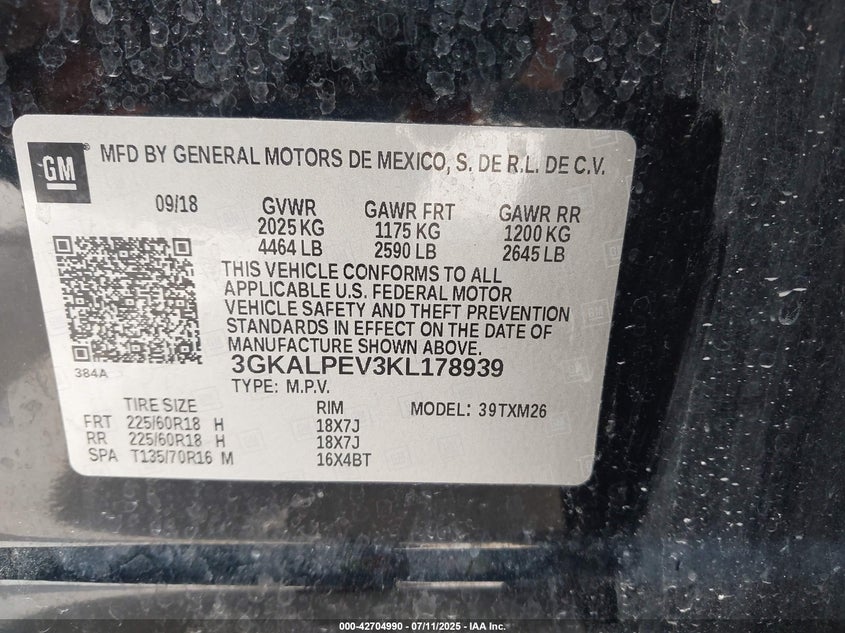 GM MFD BY GENERAL MOTORS DE MEXICO, S. DE R.L. DE C.V.
09/18 GVWR GAWR FRT GAWR RR
2025 KG 1175 KG 1200 KG
4464 LB 2590 LB 2645 LB
THIS VEHICLE CONFORMS TO ALL
APPLICABLE U.S. FEDERAL MOTOR
VEHICLE SAFETY AND THEFT PREVENTION
STANDARDS IN EFFECT ON THE DATE OF
MANUFACTURE SHOWN ABOVE.
384A 3GKALPEV3KL178939
TYPE: M.P.V.
TIRE SIZE RIM MODEL: 39TXM26
FRT 225/60R18 H 18X7J
RR 225/60R18 H 18X7J
SPA T135/70R16 M 16X4BT
000-42704990 - 07/11/2025 - IAA Inc.